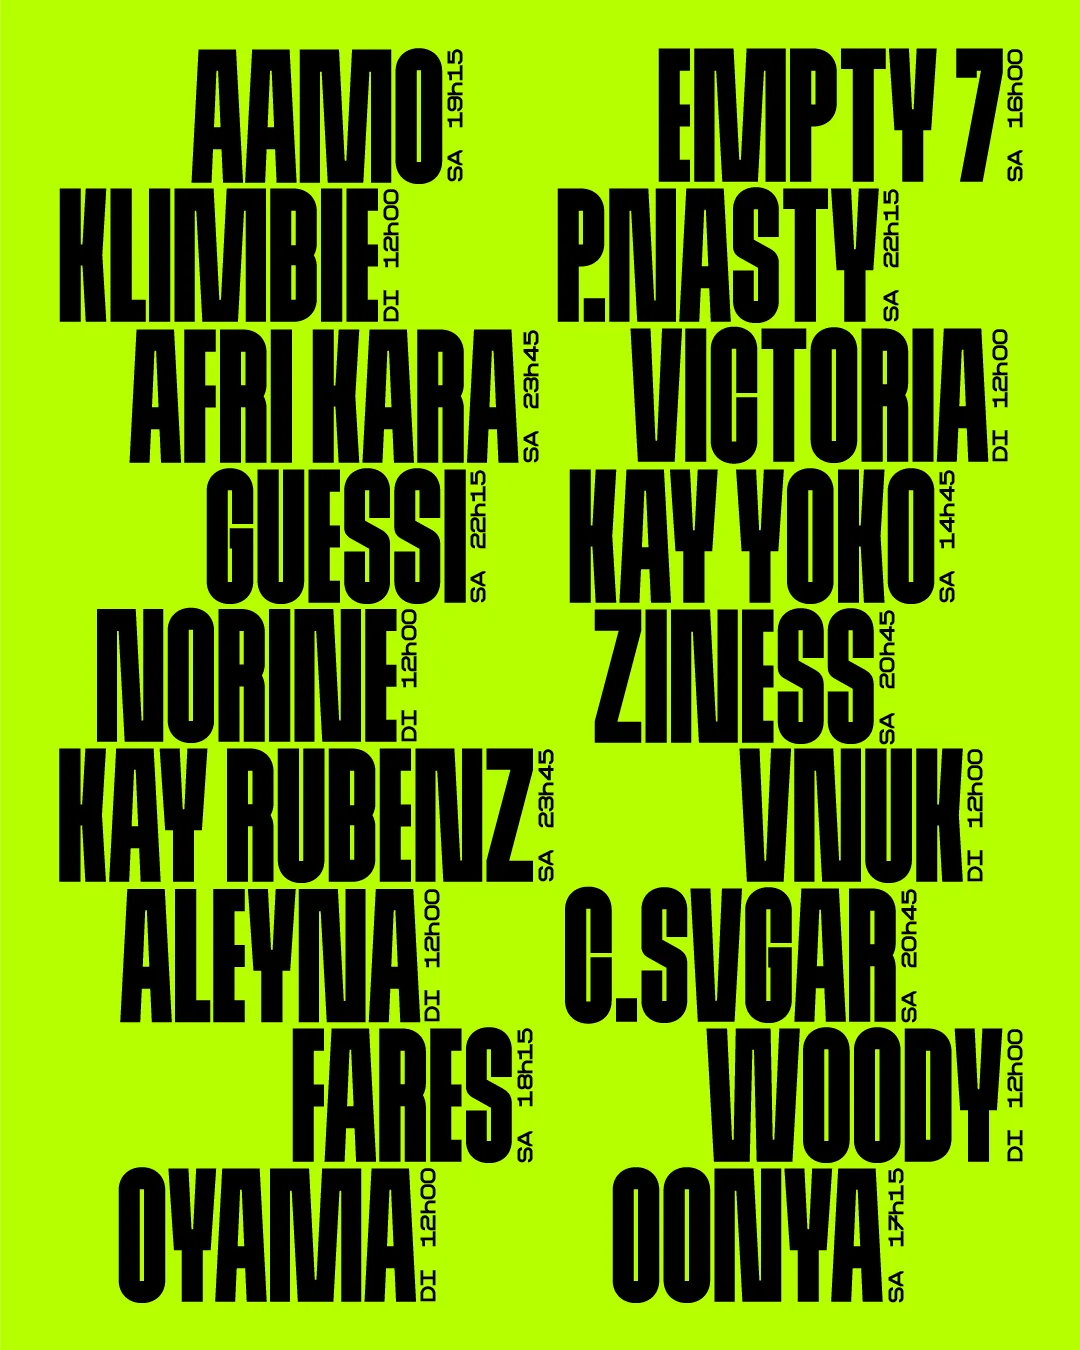 AAMO SA 19h15
EMPTY 7 SA 16h00
KLIMBIE DI 12h00
P.NASTY SA 22h15
AFRI KARA SA 23h45
VICTORIA DI 12h00
GUESSI SA 22h15
KAY YOKO SA 14h45
NORINE DI 12h00
ZINESS SA 20h45
KAY RUBENZ SA 23h45
VNUK DI 12h00
ALEYNA DI 12h00
C.SVGAR SA 20h45
FARES SA 18h15
WOODY DI 12h00
OYAMA DI 12h00
OONYA SA 17h15